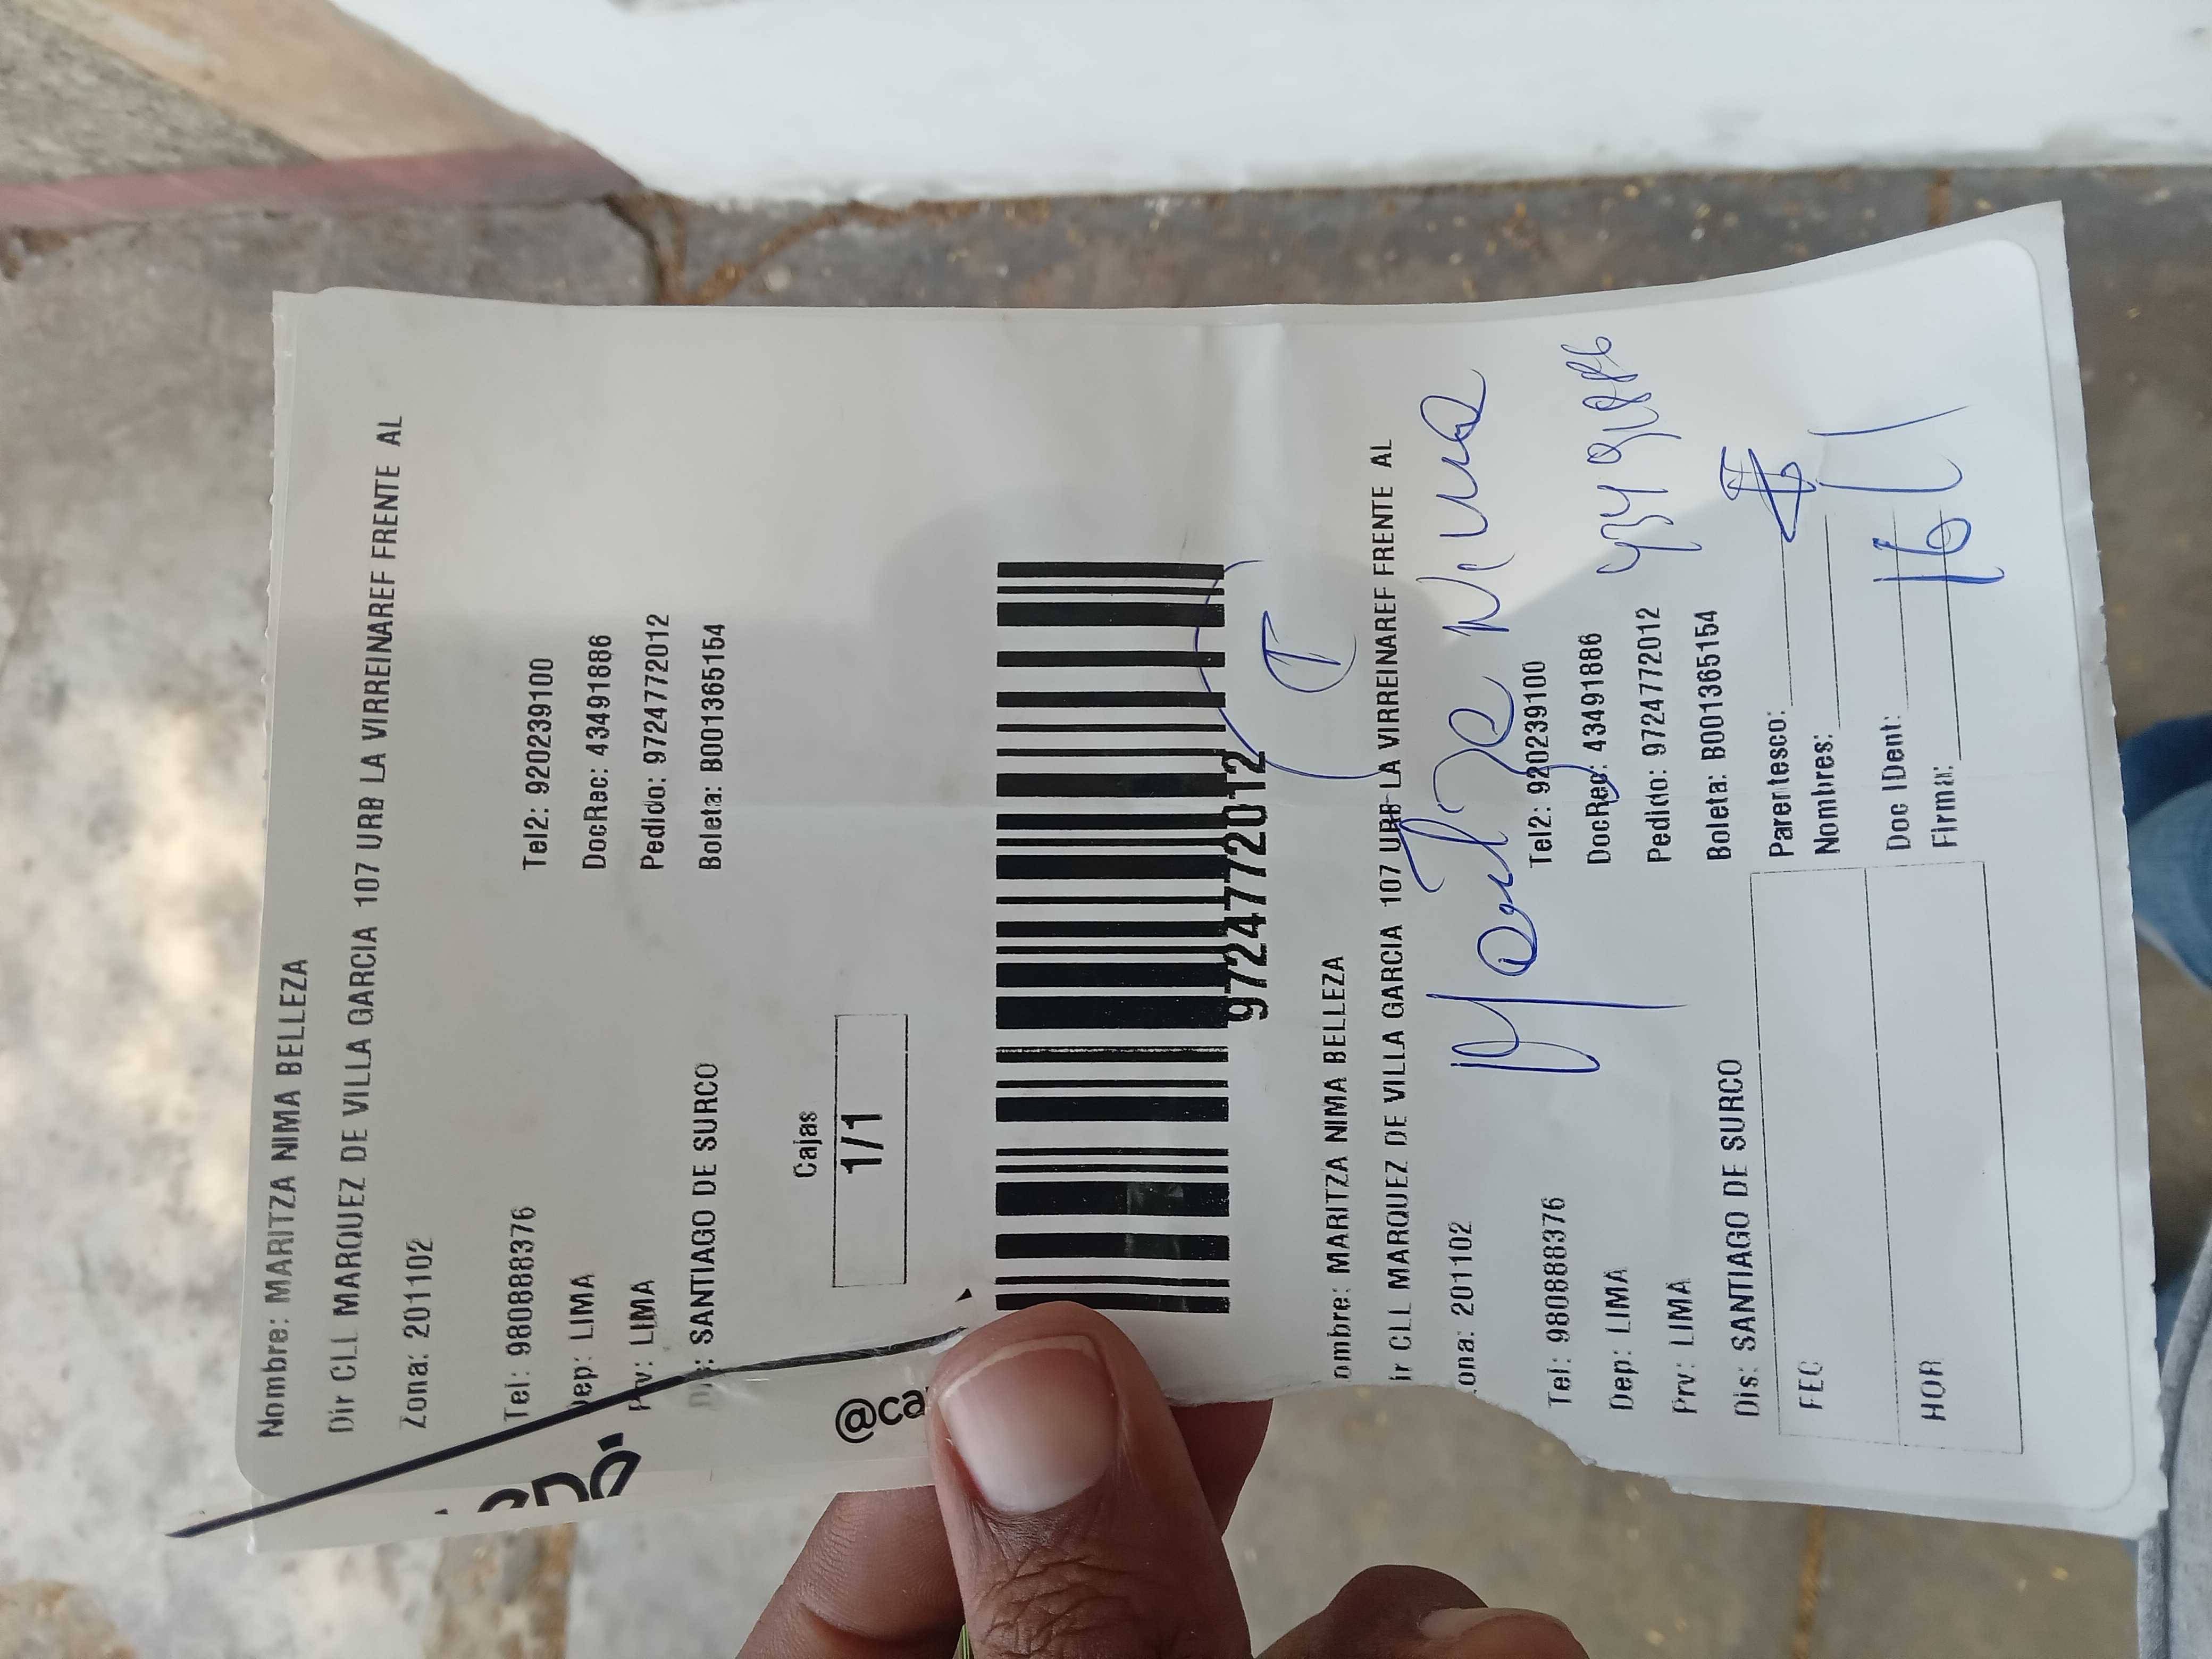 Nombre: MARITZA NIMA BELLEZA
Dir CLL MARQUEZ DE VILLA GARCIA 107 URB LA VIRREINAREF FRENTE AL
Zona: 201102
Tel: 980888376 Tel2: 920239100
Dep: LIMA DocRec: 43491886
Prv: LIMA Pedido: 9724772012
SANTIAGO DE SURCO Boleta: B001365154
Cajas
1/1
@ca
9724772012
ombre: MARITZA NIMA BELLEZA
ir CLL MARQUEZ DE VILLA GARCIA 107 URB LA VIRREINAREF FRENTE AL
ona: 201102 Maritza Nima
Tel: 980888376 Tel2: 920239100
Dep: LIMA DocRec: 43491886 43491886
Prv: LIMA Pedido: 9724772012
Dis: SANTIAGO DE SURCO Boleta: B001365154
FEC Parentesco:
Nombres:
HOR Doc IDent: 16
Firma: